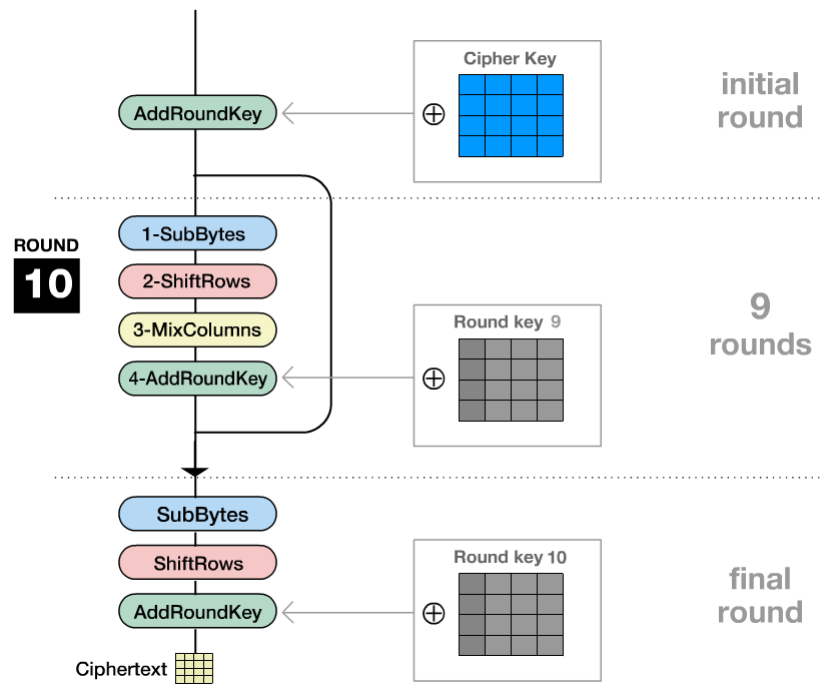 Cipher Key
initial
round
AddRoundKey
ROUND
10
1-SubBytes
2-ShiftRows
3-MixColumns
4-AddRoundKey
Round key 9
9
rounds
SubBytes
ShiftRows
AddRoundKey
Round key 10
final
round
Ciphertext